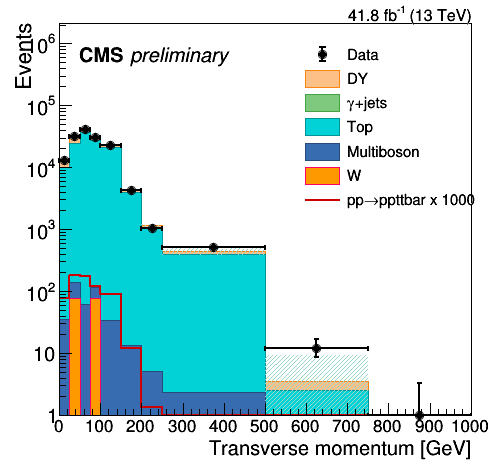 41.8 fb⁻¹ (13 TeV)
Events
CMS preliminary
Data
DY
γ+jets
Top
Multiboson
W
pp→ppttbar x 1000
10⁶
10⁵
10⁴
10³
10²
10
1
0 100 200 300 400 500 600 700 800 900 1000
Transverse momentum [GeV]